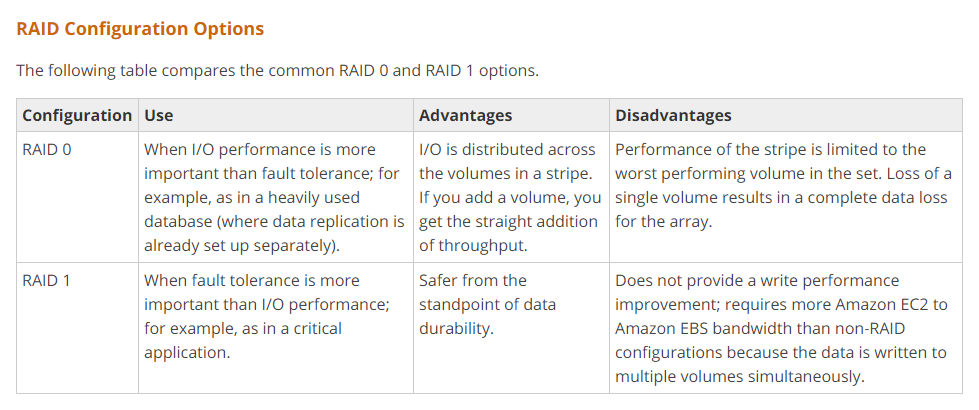 RAID Configuration Options
The following table compares the common RAID 0 and RAID 1 options.
Configuration Use Advantages Disadvantages
RAID 0
When I/O performance is more
important than fault tolerance; for
example, as in a heavily used
database (where data replication is
already set up separately).
I/O is distributed across
the volumes in a stripe.
If you add a volume, you
get the straight addition
of throughput.
Performance of the stripe is limited to the
worst performing volume in the set. Loss of a
single volume results in a complete data loss
for the array.
RAID 1
When fault tolerance is more
important than I/O performance;
for example, as in a critical
application.
Safer from the
standpoint of data
durability.
Does not provide a write performance
improvement; requires more Amazon EC2 to
Amazon EBS bandwidth than non-RAID
configurations because the data is written to
multiple volumes simultaneously.